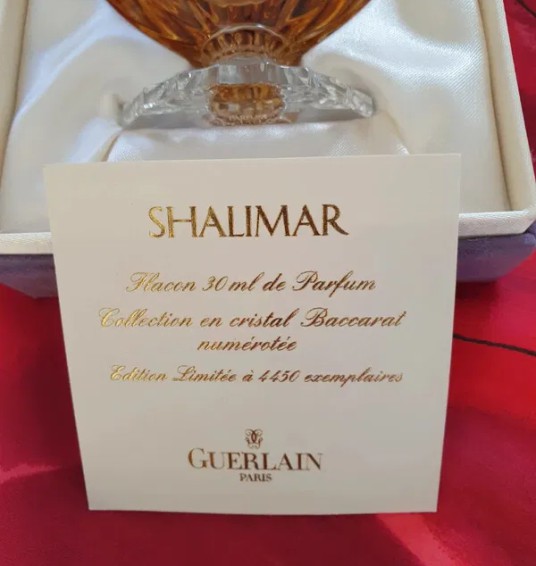 SHALIMAR
Flacon 30 ml de Parfum
Collection en cristal Baccarat
numérotée
Edition Limitée à 4450 exemplaires
GUERLAIN
PARIS